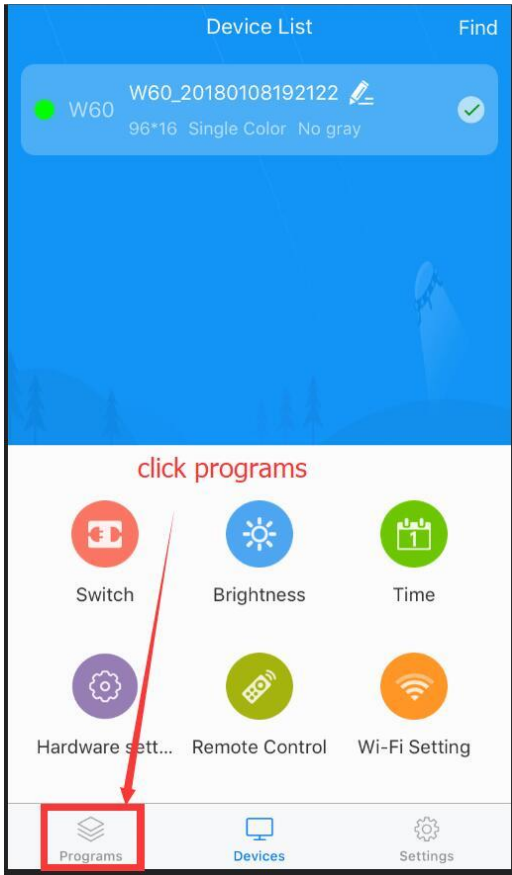 Device List
Find
W60
W60_20180108192122
96*16 Single Color No gray
click programs
1
Switch
Brightness
Time
Hardware sett...
Remote Control
Wi-Fi Setting
Programs
Devices
Settings